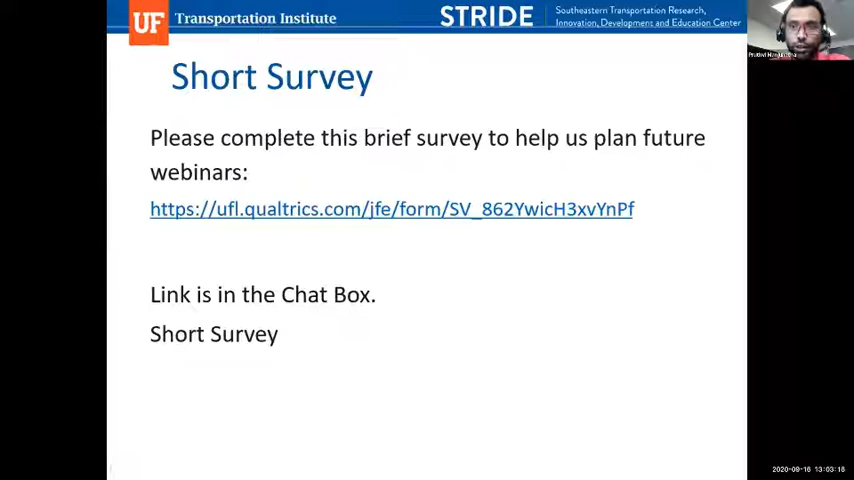 UF Transportation Institute
STRIDE
Southeastern Transportation Research,
Innovation, Development and Education Center
Short Survey
Please complete this brief survey to help us plan future
webinars:
https://ufl.qualtrics.com/jfe/form/SV_862YwicH3xvYnPf
Link is in the Chat Box.
Short Survey
2020-09-16 13:03:18